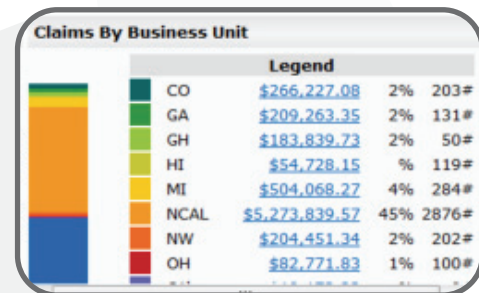 Claims By Business Unit
Legend
CO $266,227.08 2% 203#
GA $209,263.35 2% 131#
GH $183,839.73 2% 50#
HI $54,728.15 % 119#
MI $504,068.27 4% 284#
NCAL $5,273,839.57 45% 2876#
NW $204,451.34 2% 202#
OH $82,771.83 1% 100#